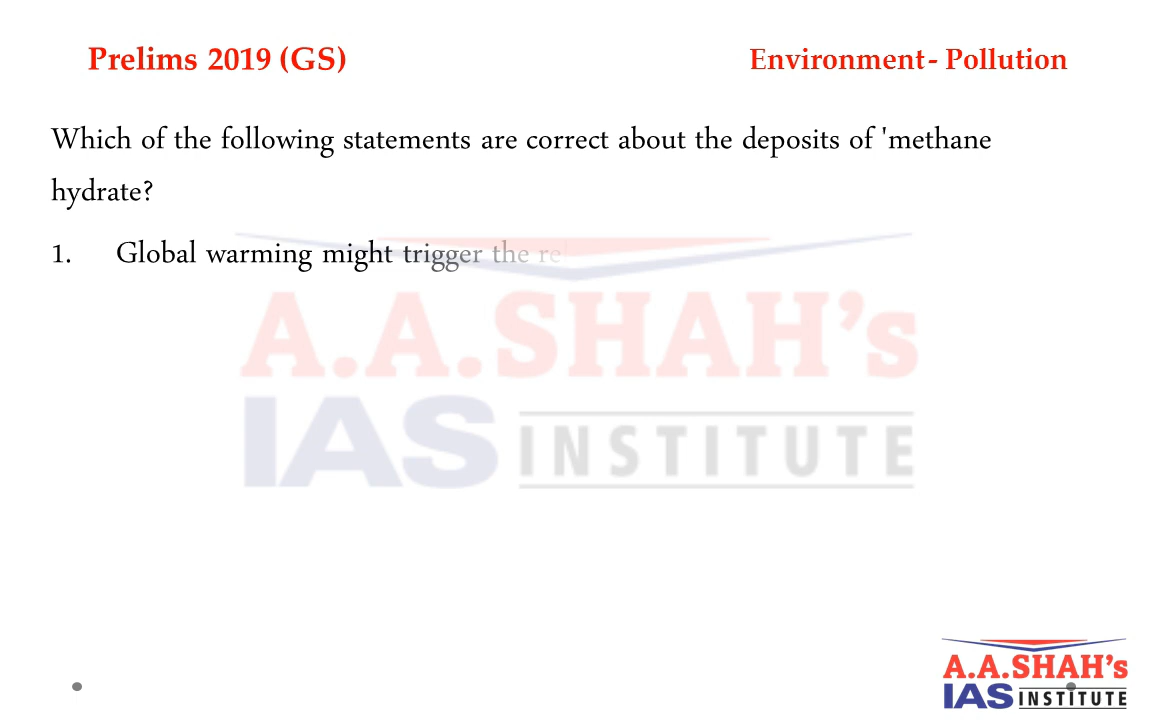 Prelims 2019 (GS)
Environment- Pollution
Which of the following statements are correct about the deposits of 'methane
hydrate?
1. Global warming might trigger the re
A.A.SHAH's
IAS INSTITUTE
A.A.SHAH's
IAS INSTITUTE